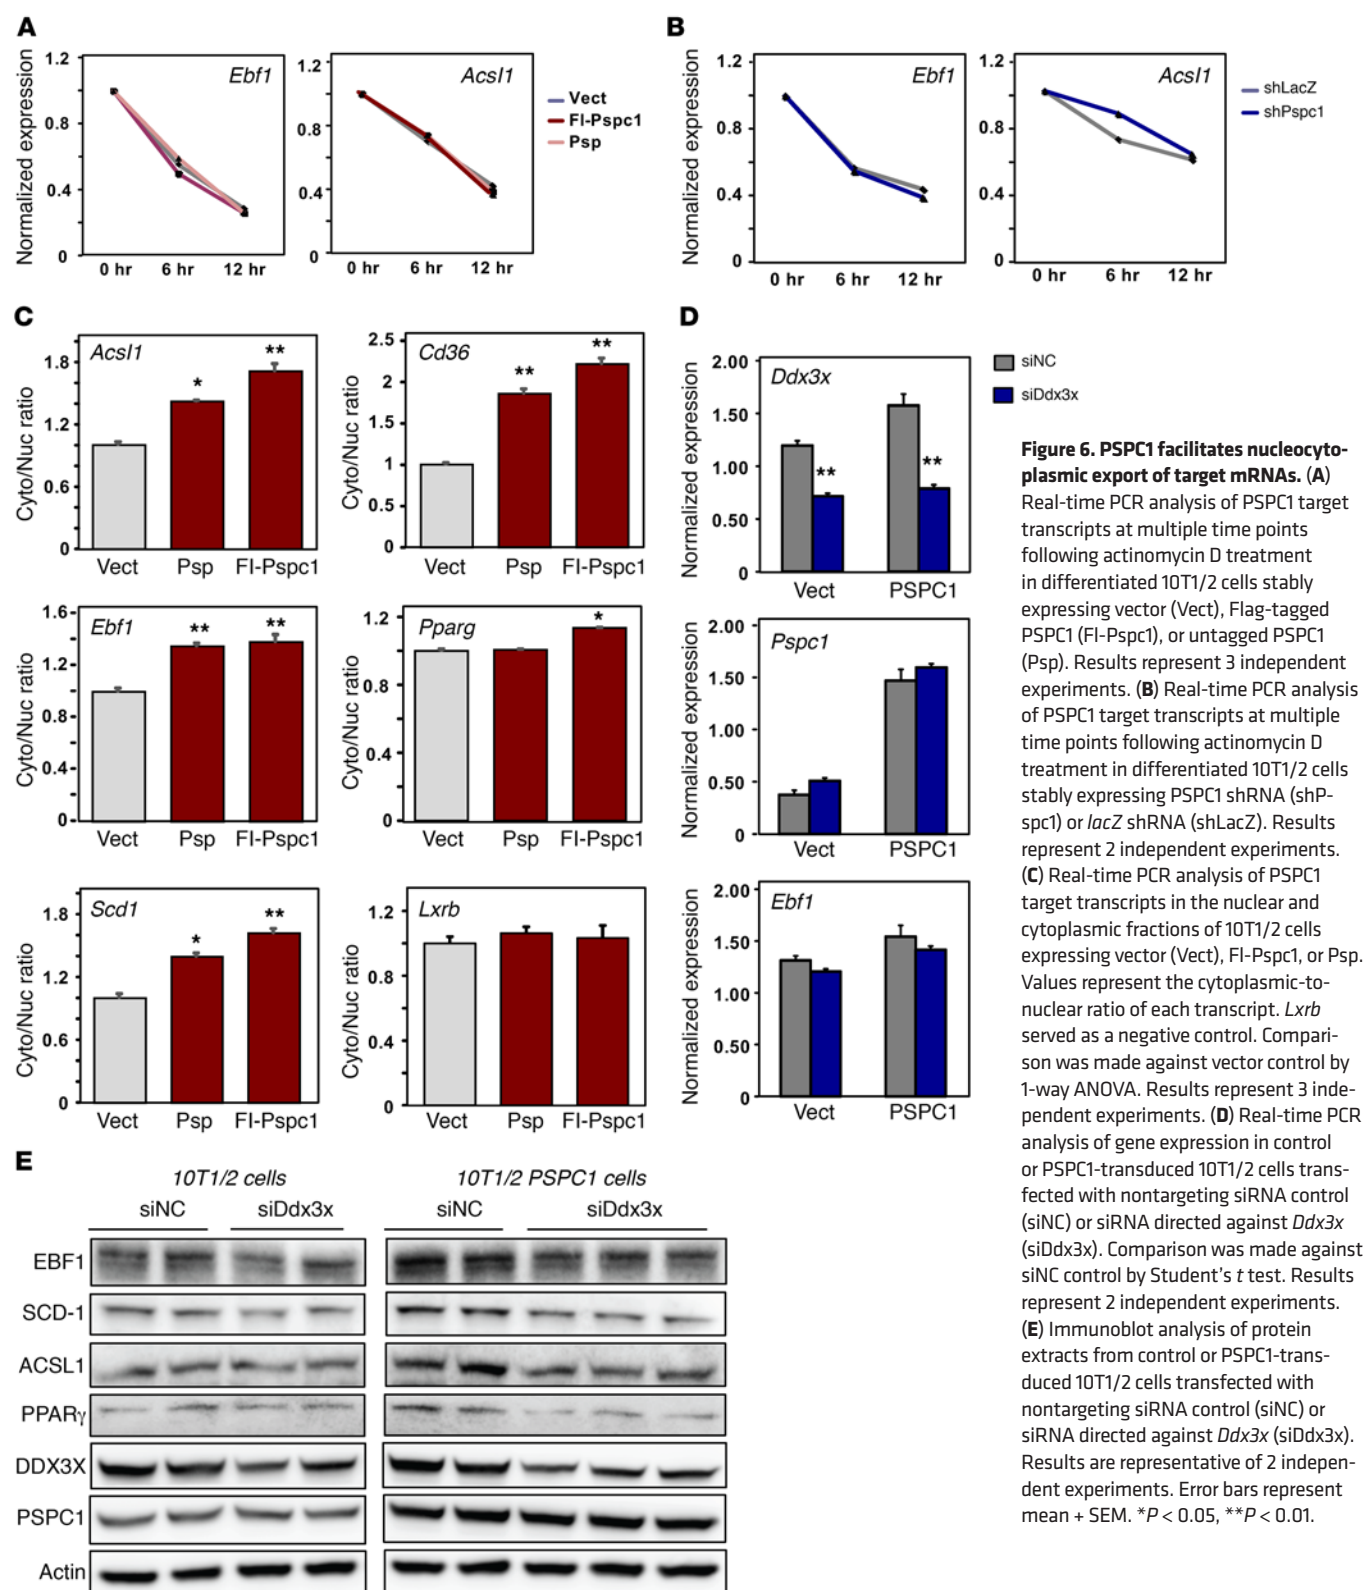 A
Normalized expression
1.2
0.8
0.4
0
Ebf1
0 hr 6 hr 12 hr
1.2
0.8
0.4
0
Acsl1
0 hr 6 hr 12 hr
Vect
Fl-Pspc1
Psp
B
Normalized expression
1.2
0.8
0.4
0
Ebf1
0 hr 6 hr 12 hr
1.2
0.8
0.4
0
Acsl1
0 hr 6 hr 12 hr
shLacZ
shPspc1
C
Cyto/Nuc ratio
1.8
1.2
0.6
0
Acsl1
*
**
Vect Psp Fl-Pspc1
Cyto/Nuc ratio
2.5
2
1.5
1
0.5
0
Cd36
**
**
Vect Psp Fl-Pspc1
Cyto/Nuc ratio
1.6
1.2
0.8
0.4
0
Ebf1
**
**
Vect Psp Fl-Pspc1
Cyto/Nuc ratio
1.2
0.8
0.4
0
Pparg
*
Vect Psp Fl-Pspc1
Cyto/Nuc ratio
1.8
1.2
0.6
0
Scd1
*
**
Vect Psp Fl-Pspc1
Cyto/Nuc ratio
1.2
0.8
0.4
0
Lxrb
Vect Psp Fl-Pspc1
D
Normalized expression
2.00
1.50
1.00
0.50
0
Ddx3x
**
**
Vect PSPC1
siNC
siDdx3x
Normalized expression
2.00
1.50
1.00
0.50
0
Pspc1
Vect PSPC1
Normalized expression
2.00
1.50
1.00
0.50
0
Ebf1
Vect PSPC1
E
10T1/2 cells
siNC siDdx3x
10T1/2 PSPC1 cells
siNC siDdx3x
EBF1
SCD-1
ACSL1
PPARγ
DDX3X
PSPC1
Actin
Figure 6. PSPC1 facilitates nucleocyto-
plasmic export of target mRNAs. (A)
Real-time PCR analysis of PSPC1 target
transcripts at multiple time points
following actinomycin D treatment
in differentiated 10T1/2 cells stably
expressing vector (Vect), Flag-tagged
PSPC1 (Fl-Pspc1), or untagged PSPC1
(Psp). Results represent 3 independent
experiments. (B) Real-time PCR analysis
of PSPC1 target transcripts at multiple
time points following actinomycin D
treatment in differentiated 10T1/2 cells
stably expressing PSPC1 shRNA (shP-
spc1) or lacZ shRNA (shLacZ). Results
represent 2 independent experiments.
(C) Real-time PCR analysis of PSPC1
target transcripts in the nuclear and
cytoplasmic fractions of 10T1/2 cells
expressing vector (Vect), Fl-Pspc1, or Psp.
Values represent the cytoplasmic-to-
nuclear ratio of each transcript. Lxrb
served as a negative control. Compari-
son was made against vector control by
1-way ANOVA. Results represent 3 inde-
pendent experiments. (D) Real-time PCR
analysis of gene expression in control
or PSPC1-transduced 10T1/2 cells trans-
fected with nontargeting siRNA control
(siNC) or siRNA directed against Ddx3x
(siDdx3x). Comparison was made against
siNC control by Student's t test. Results
represent 2 independent experiments.
(E) Immunoblot analysis of protein
extracts from control or PSPC1-trans-
duced 10T1/2 cells transfected with
nontargeting siRNA control (siNC) or
siRNA directed against Ddx3x (siDdx3x).
Results are representative of 2 indepen-
dent experiments. Error bars represent
mean + SEM. *P < 0.05, **P < 0.01.